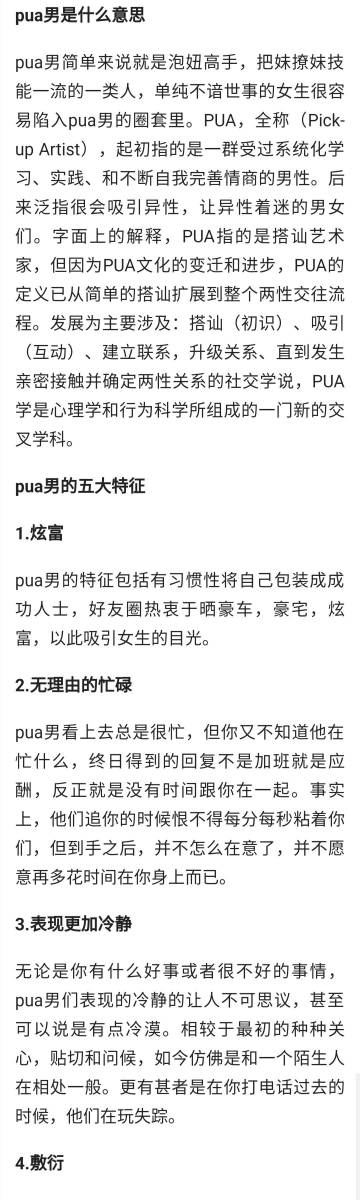 pua男是什么意思
pua男简单来说就是泡妞高手，把妹撩妹技
能一流的一类人，单纯不谙世事的女生很容
易陷入pua男的圈套里。PUA，全称（Pick-
up Artist），起初指的是一群受过系统化学
习、实践、和不断自我完善情商的男性。后
来泛指很会吸引异性，让异性着迷的男女
们。字面上的解释，PUA指的是搭讪艺术
家，但因为PUA文化的变迁和进步，PUA的
定义已从简单的搭讪扩展到整个两性交往流
程。发展为主要涉及：搭讪（初识）、吸引
（互动）、建立联系，升级关系、直到发生
亲密接触并确定两性关系的社交学说，PUA
学是心理学和行为科学所组成的一门新的交
叉学科。
pua男的五大特征
1.炫富
pua男的特征包括有习惯性将自己包装成成
功人士，好友圈热衷于晒豪车，豪宅，炫
富，以此吸引女生的目光。
2.无理由的忙碌
pua男看上去总是很忙，但你又不知道他在
忙什么，终日得到的回复不是加班就是应
酬，反正就是没有时间跟你在一起。事实
上，他们追你的时候恨不得每分每秒粘着你
们，但到手之后，并不怎么在意了，并不愿
意再多花时间在你身上而已。
3.表现更加冷静
无论是你有什么好事或者很不好的事情，
pua男们表现的冷静的让人不可思议，甚至
可以说是有点冷漠。相较于最初的种种关
心，贴切和问候，如今仿佛是和一个陌生人
在相处一般。更有甚者是在你打电话过去的
时候，他们在玩失踪。
4.敷衍